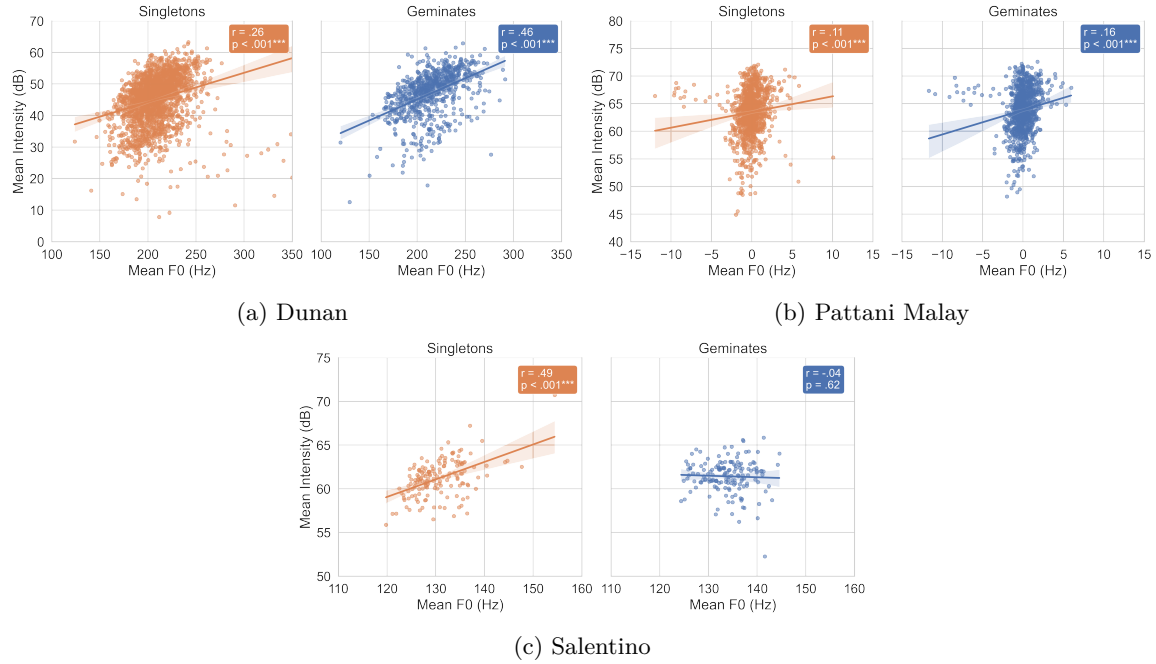 Singletons
Geminates
Singletons
Geminates
70
60
50
40
30
20
10
0
Mean Intensity (dB)
r = .26
p < .001***
r = .46
p < .001***
100 150 200 250 300 350
100 150 200 250 300 350
Mean F0 (Hz)
Mean F0 (Hz)
80
75
70
65
60
55
50
45
40
Mean Intensity (dB)
r = .11
p < .001***
r = .16
p < .001***
−15 −10 −5 0 5 10 15
−15 −10 −5 0 5 10 15
Mean F0 (Hz)
Mean F0 (Hz)
(a) Dunan
(b) Pattani Malay
Singletons
Geminates
75
70
65
60
55
50
Mean Intensity (dB)
r = .49
p < .001***
r = -.04
p = .62
110 120 130 140 150 160
110 120 130 140 150 160
Mean F0 (Hz)
Mean F0 (Hz)
(c) Salentino